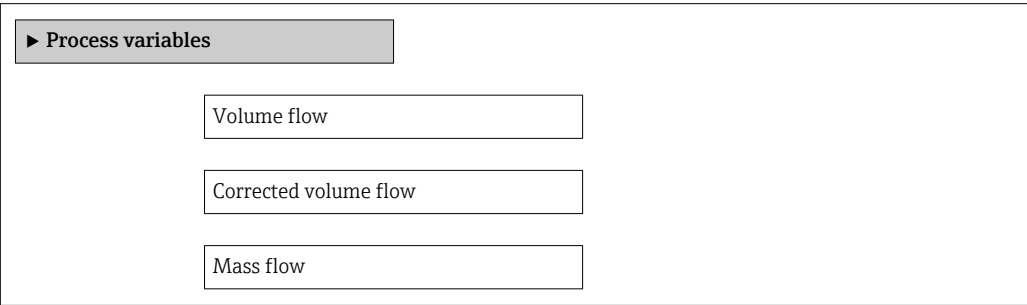 ▶ Process variables
Volume flow
Corrected volume flow
Mass flow